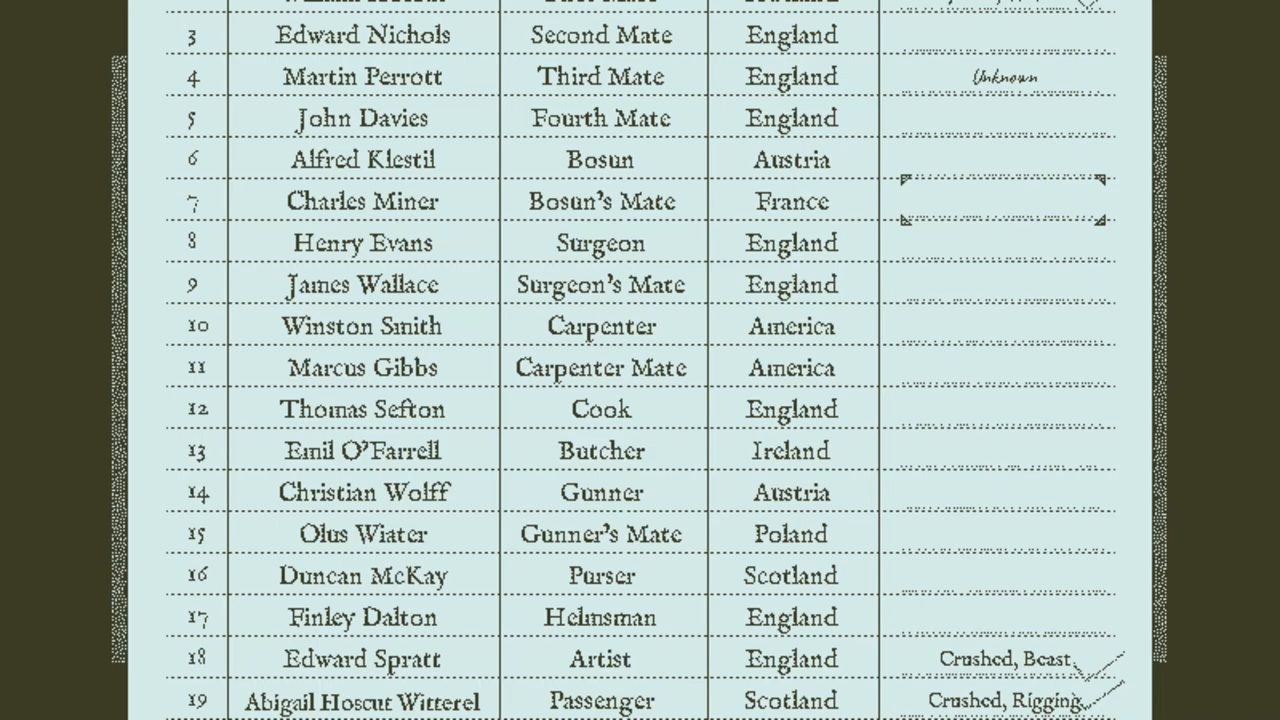 3 Edward Nichols Second Mate England
4 Martin Perrott Third Mate England Unknown
5 John Davies Fourth Mate England
6 Alfred Klestil Bosun Austria
7 Charles Miner Bosun's Mate France
8 Henry Evans Surgeon England
9 James Wallace Surgeon's Mate England
10 Winston Smith Carpenter America
11 Marcus Gibbs Carpenter Mate America
12 Thomas Sefton Cook England
13 Emil O'Farrell Butcher Ireland
14 Christian Wolff Gunner Austria
15 Olus Wiater Gunner's Mate Poland
16 Duncan McKay Purser Scotland
17 Finley Dalton Helmsman England
18 Edward Spratt Artist England Crushed, Beast
19 Abigail Hoscut Witterel Passenger Scotland Crushed, Rigging